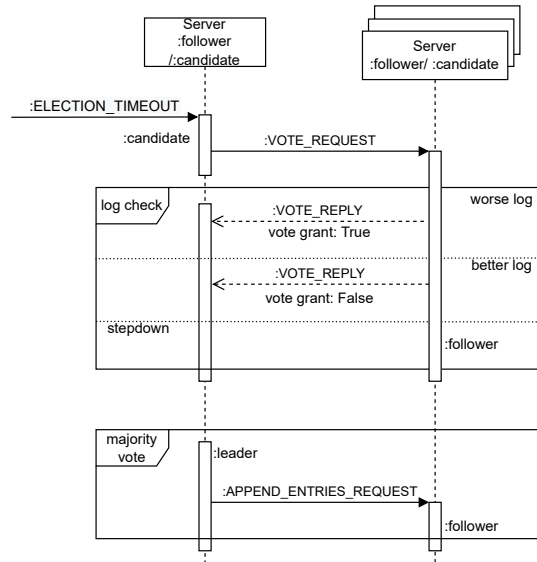 Server
:follower
/:candidate
Server
:follower/ :candidate
:ELECTION_TIMEOUT
:candidate
:VOTE_REQUEST
log check
worse log
:VOTE_REPLY
vote grant: True
better log
:VOTE_REPLY
vote grant: False
stepdown
:follower
majority
vote
:leader
:APPEND_ENTRIES_REQUEST
:follower